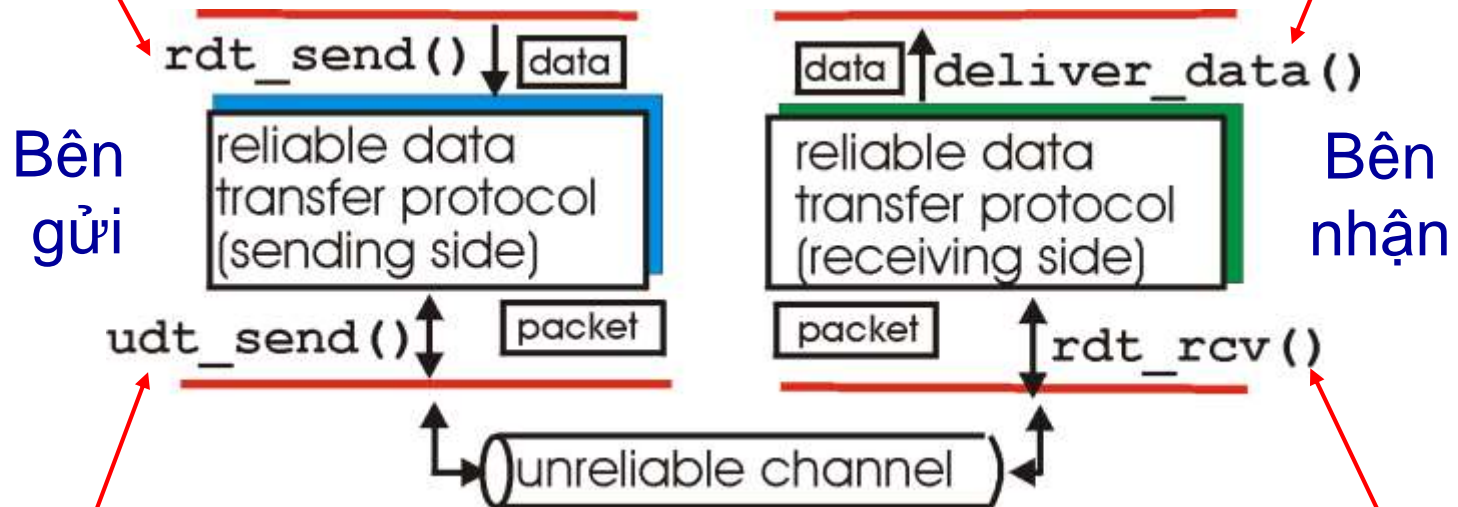 rdt_send()
data
data
deliver_data()
Bên
gửi
reliable data
transfer protocol
(sending side)
reliable data
transfer protocol
(receiving side)
Bên
nhận
udt_send()
packet
packet
rdt_rcv()
unreliable channel